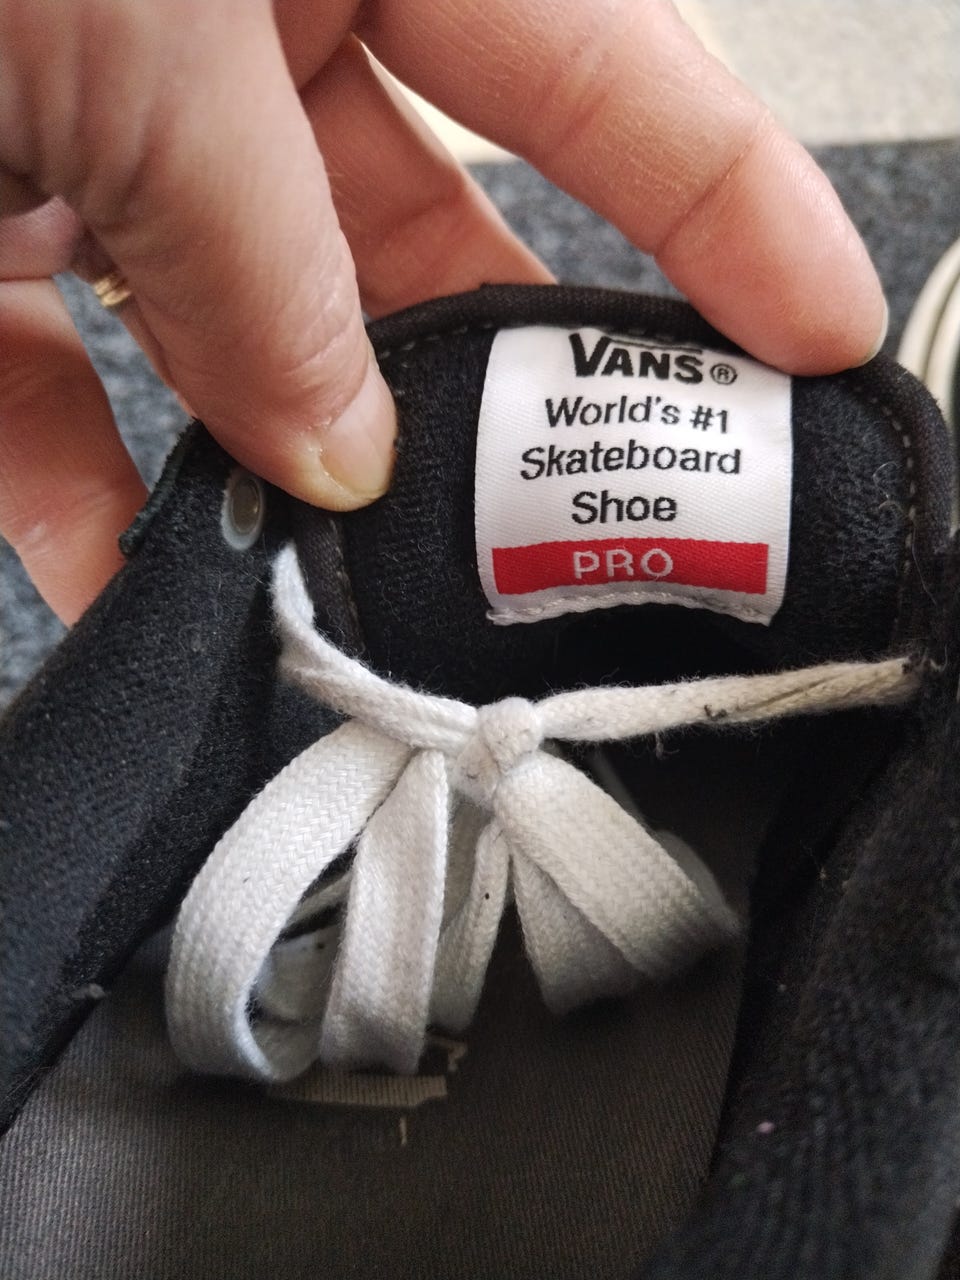 VANS®
World's #1
Skateboard
Shoe
PRO